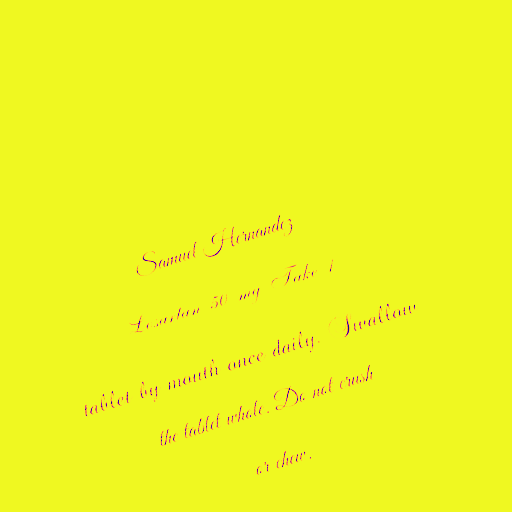 Samuel Hernandez
Losartan 50 mg Take 1
tablet by mouth once daily. Swallow
the tablet whole. Do not crush
or chew.